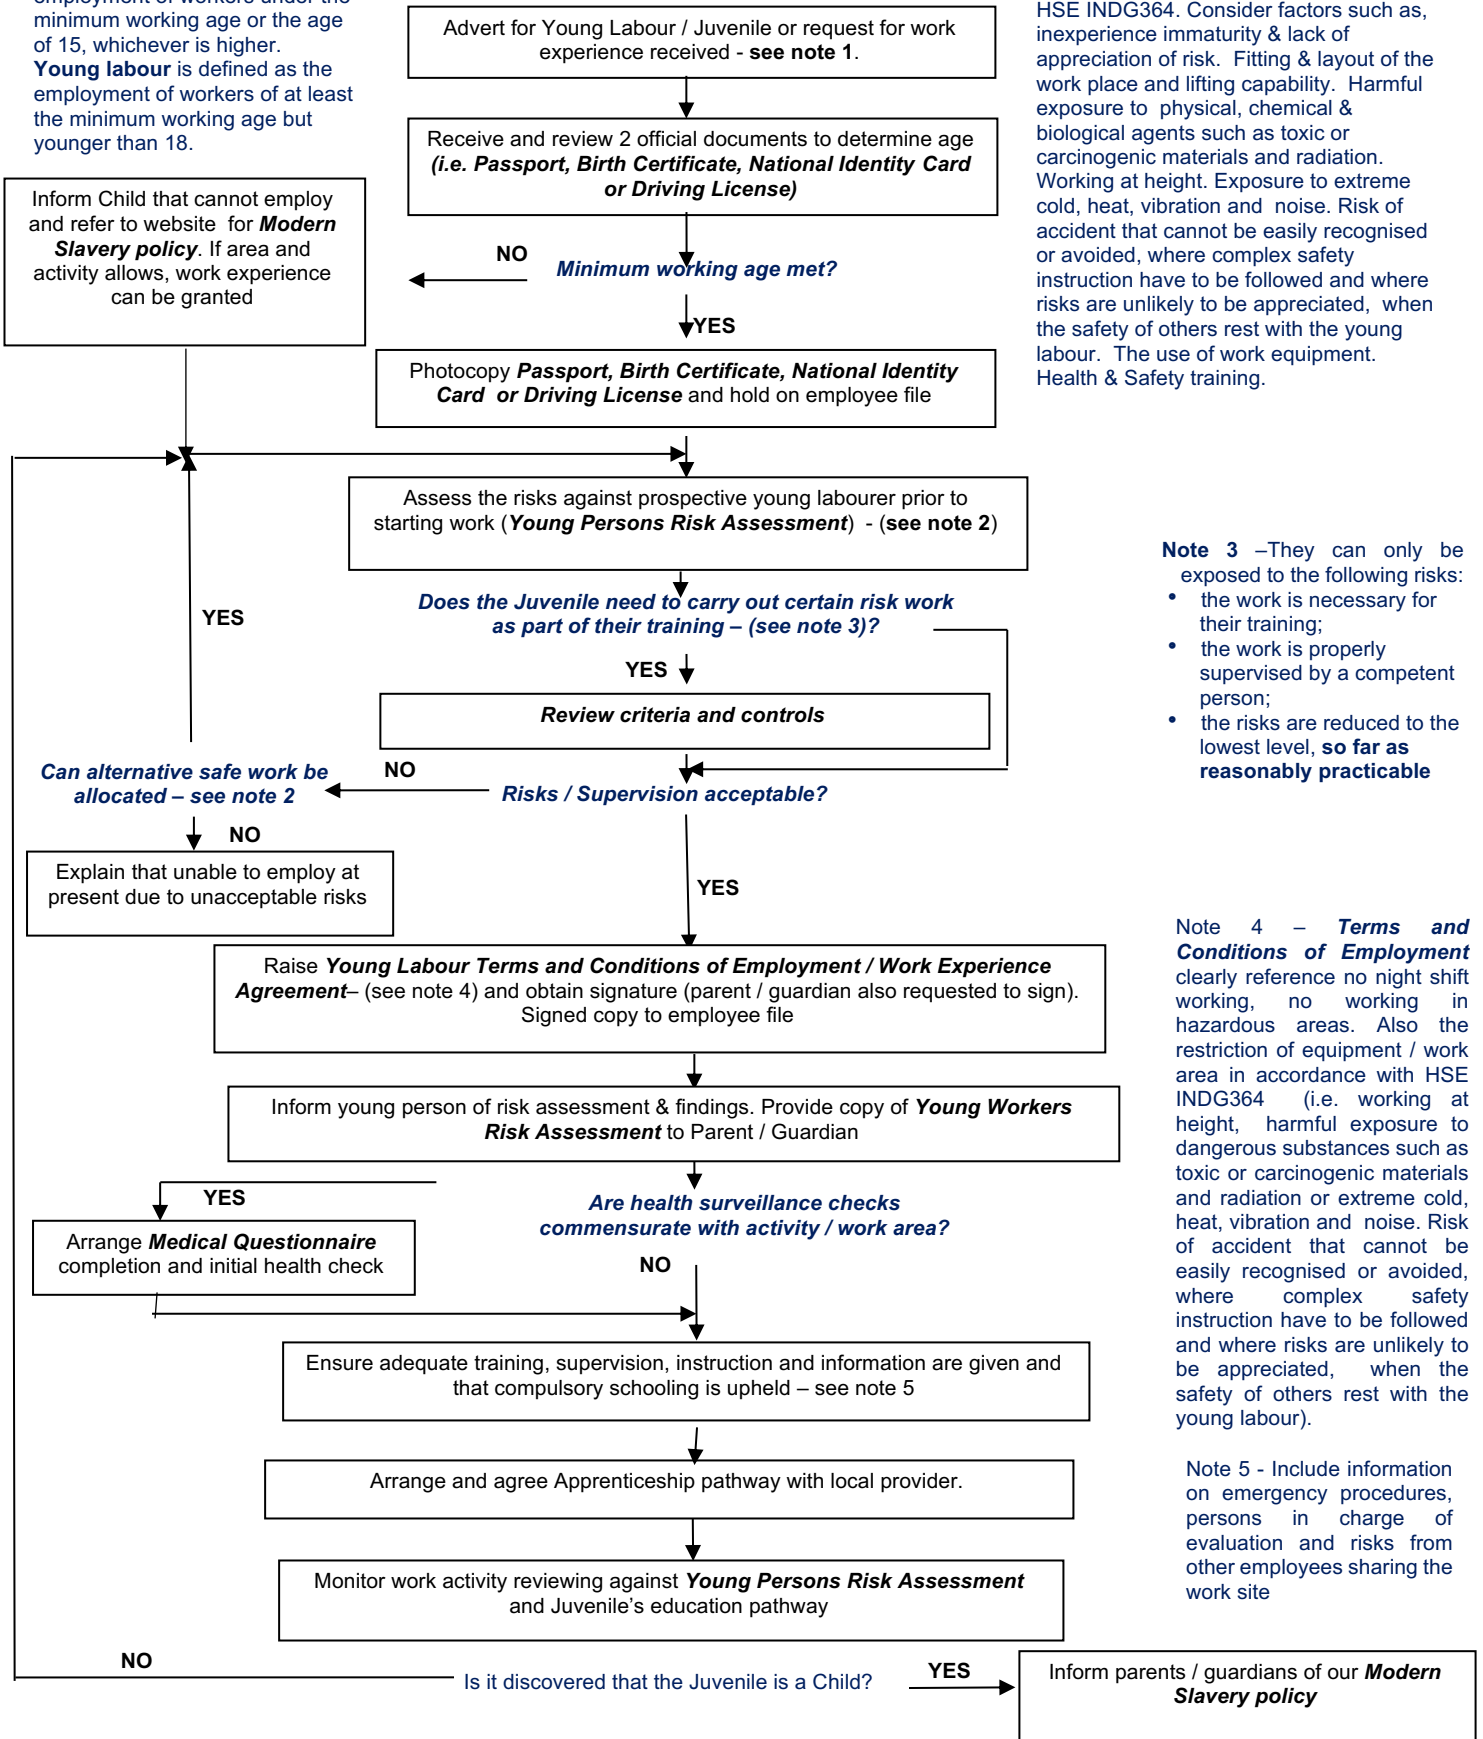 employment of workers under the
minimum working age or the age
of 15, whichever is higher.
Young labour is defined as the
employment of workers of at least
the minimum working age but
younger than 18.
Advert for Young Labour / Juvenile or request for work
experience received - see note 1.
HSE INDG364. Consider factors such as,
inexperience immaturity & lack of
appreciation of risk.  Fitting & layout of the
work place and lifting capability.  Harmful
exposure to  physical, chemical &
biological agents such as toxic or
carcinogenic materials and radiation.
Working at height. Exposure to extreme
cold, heat, vibration and  noise. Risk of
accident that cannot be easily recognised
or avoided, where complex safety
instruction have to be followed and where
risks are unlikely to be appreciated,  when
the safety of others rest with the young
labour.  The use of work equipment.
Health & Safety training.
Receive and review 2 official documents to determine age
(i.e. Passport, Birth Certificate, National Identity Card
or Driving License)
Inform Child that cannot employ
and refer to website  for Modern
Slavery policy. If area and
activity allows, work experience
can be granted
NO
Minimum working age met?
YES
Photocopy Passport, Birth Certificate, National Identity
Card  or Driving License and hold on employee file
Assess the risks against prospective young labourer prior to
starting work (Young Persons Risk Assessment)  - (see note 2)
Note 3 –They can only be
exposed to the following risks:
• the work is necessary for
their training;
• the work is properly
supervised by a competent
person;
• the risks are reduced to the
lowest level, so far as
reasonably practicable
YES
Does the Juvenile need to carry out certain risk work
as part of their training – (see note 3)?
YES
Review criteria and controls
Can alternative safe work be
allocated – see note 2
NO
Risks / Supervision acceptable?
NO
Explain that unable to employ at
present due to unacceptable risks
YES
Raise Young Labour Terms and Conditions of Employment / Work Experience
Agreement– (see note 4) and obtain signature (parent / guardian also requested to sign).
Signed copy to employee file
Note 4 – Terms and
Conditions of Employment
clearly reference no night shift
working, no working in
hazardous areas. Also the
restriction of equipment / work
area in accordance with HSE
INDG364 (i.e. working at
height, harmful exposure to
dangerous substances such as
toxic or carcinogenic materials
and radiation or extreme cold,
heat, vibration and  noise. Risk
of accident that cannot be
easily recognised or avoided,
where complex safety
instruction have to be followed
and where risks are unlikely to
be appreciated, when the
safety of others rest with the
young labour).
Inform young person of risk assessment & findings. Provide copy of Young Workers
Risk Assessment to Parent / Guardian
YES
Are health surveillance checks
commensurate with activity / work area?
Arrange Medical Questionnaire
completion and initial health check
NO
Ensure adequate training, supervision, instruction and information are given and
that compulsory schooling is upheld – see note 5
Arrange and agree Apprenticeship pathway with local provider.
Note 5 - Include information
on emergency procedures,
persons in charge of
evaluation and risks from
other employees sharing the
work site
Monitor work activity reviewing against Young Persons Risk Assessment
and Juvenile's education pathway
NO
Is it discovered that the Juvenile is a Child?
YES
Inform parents / guardians of our Modern
Slavery policy